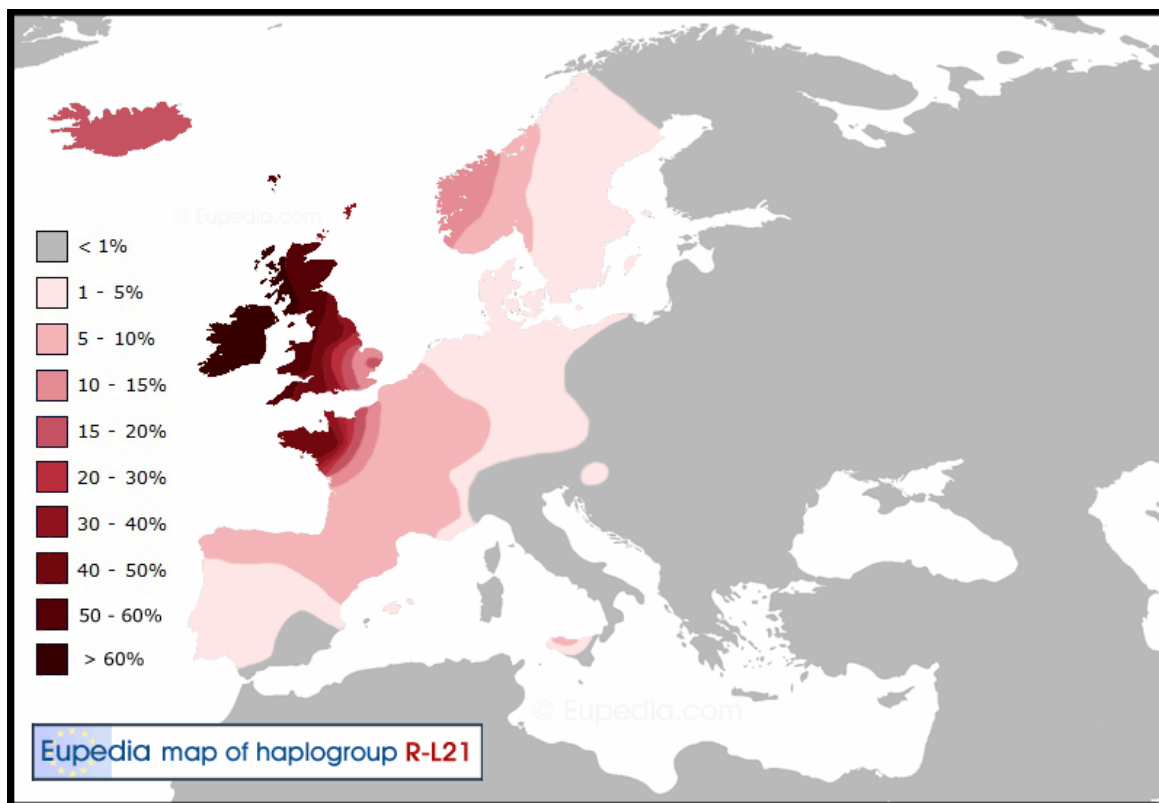 © Eupedia.com
< 1%
1 - 5%
5 - 10%
10 - 15%
15 - 20%
20 - 30%
30 - 40%
40 - 50%
50 - 60%
> 60%
© Eupedia.com
Eupedia map of haplogroup R-L21